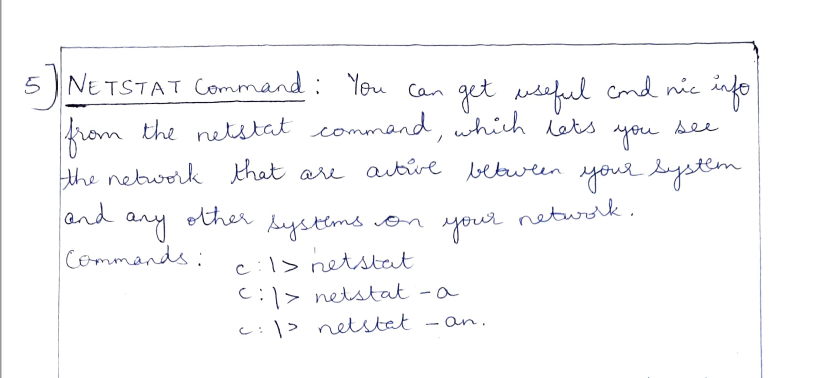 5] NETSTAT Command : You can get useful cmd nic info
from the netstat command, which lets you see
the network that are active between your system
and any other systems on your network.
Commands : c:\> netstat
c:\> netstat -a
c:\> netstet -an.